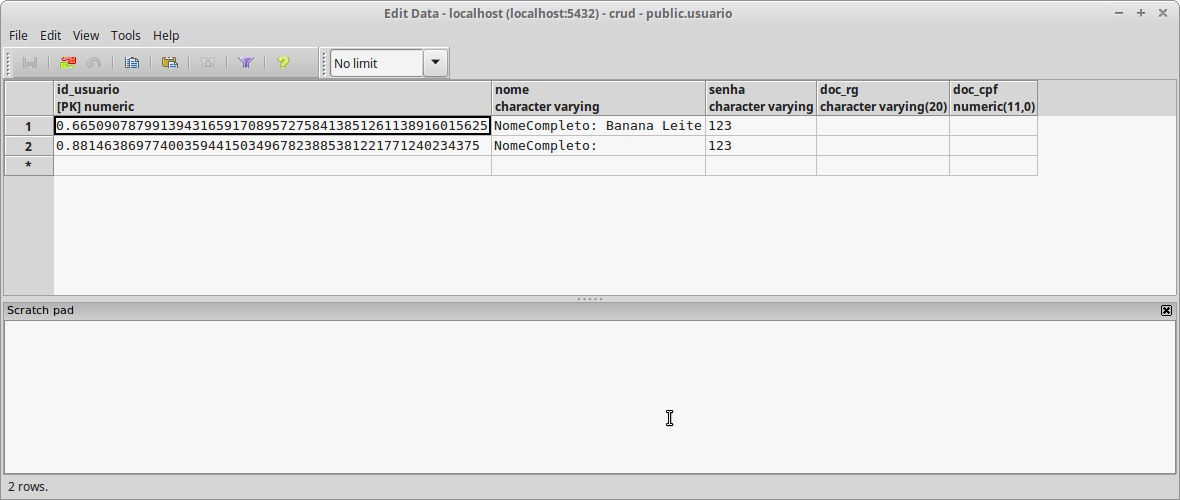 Edit Data - localhost (localhost:5432) - crud - public.usuario
File Edit View Tools Help
No limit
id_usuario nome senha doc_rg doc_cpf
[PK] numeric character varying character varying character varying(20) numeric(11,0)
1 0.6650907879913943165917089572758413851261138916015625 NomeCompleto: Banana Leite 123
2 0.881463869774003594415034967823885381221771240234375 NomeCompleto: 123
*
Scratch pad
2 rows.